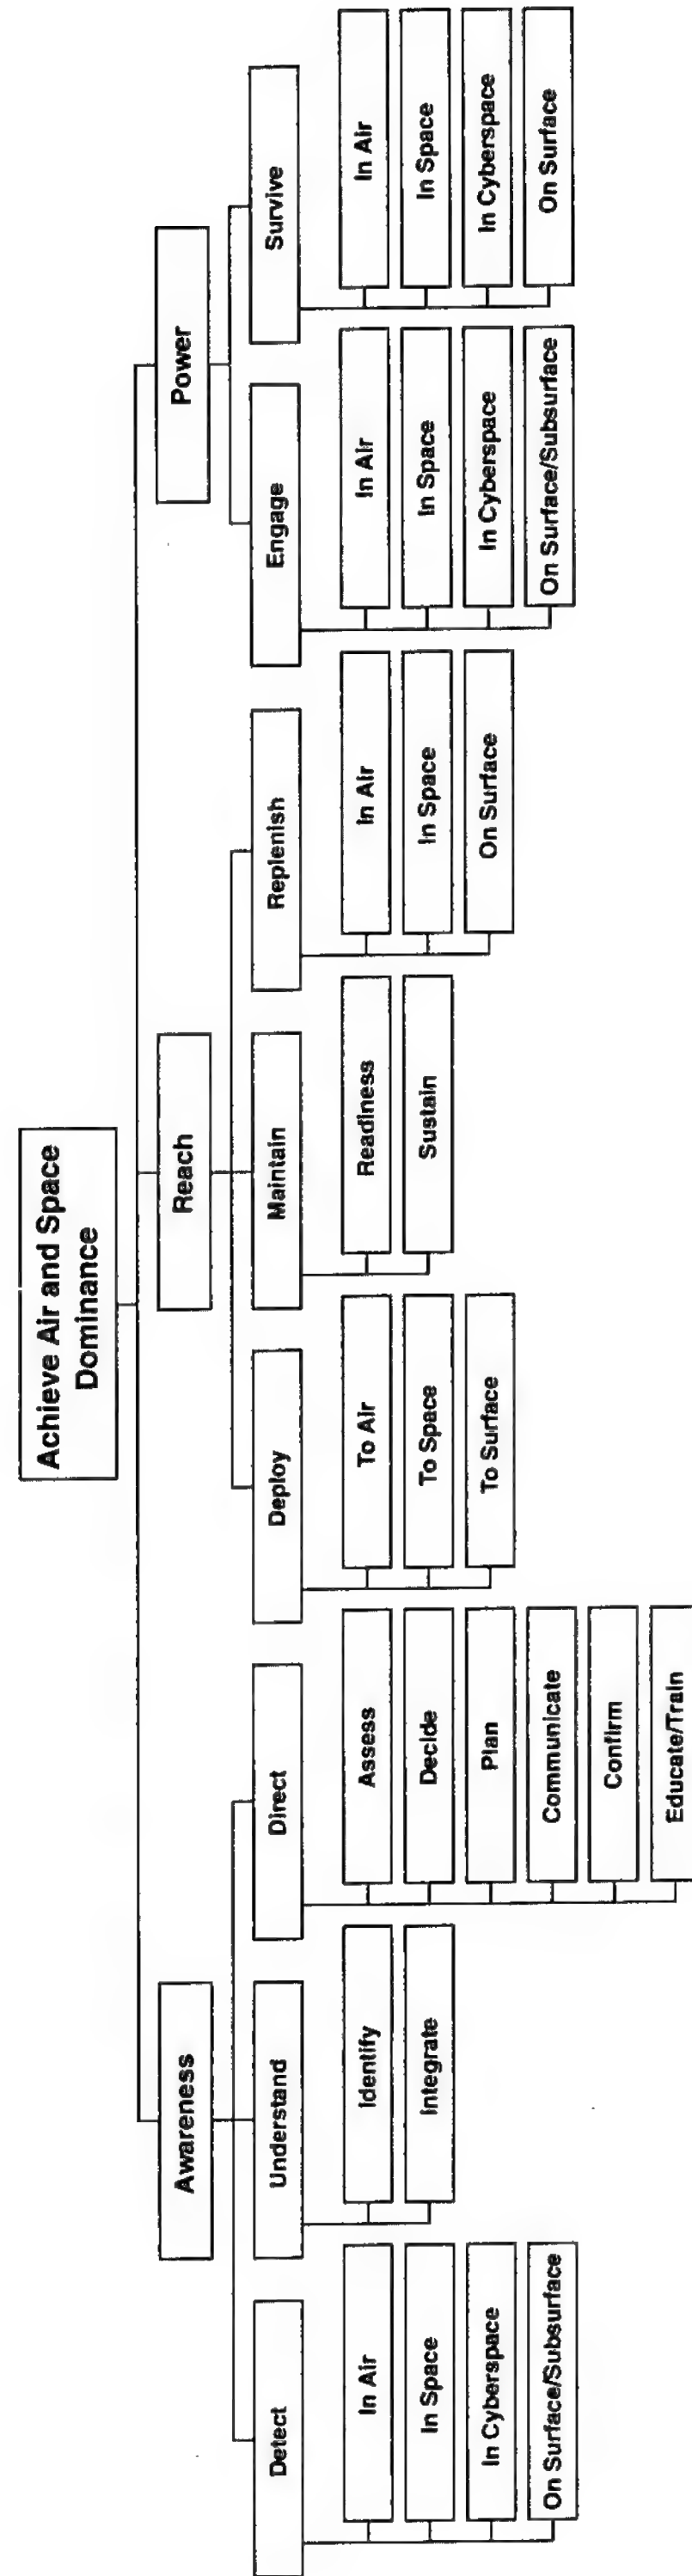 Achieve Air and Space
Dominance
Awareness
Reach
Power
Detect
Understand
Direct
Deploy
Maintain
Replenish
Engage
Survive
In Air
In Space
In Cyberspace
On Surface/Subsurface
Identify
Integrate
Assess
Decide
Plan
Communicate
Confirm
Educate/Train
To Air
To Space
To Surface
Readiness
Sustain
In Air
In Space
On Surface
In Air
In Space
In Cyberspace
On Surface/Subsurface
In Air
In Space
In Cyberspace
On Surface